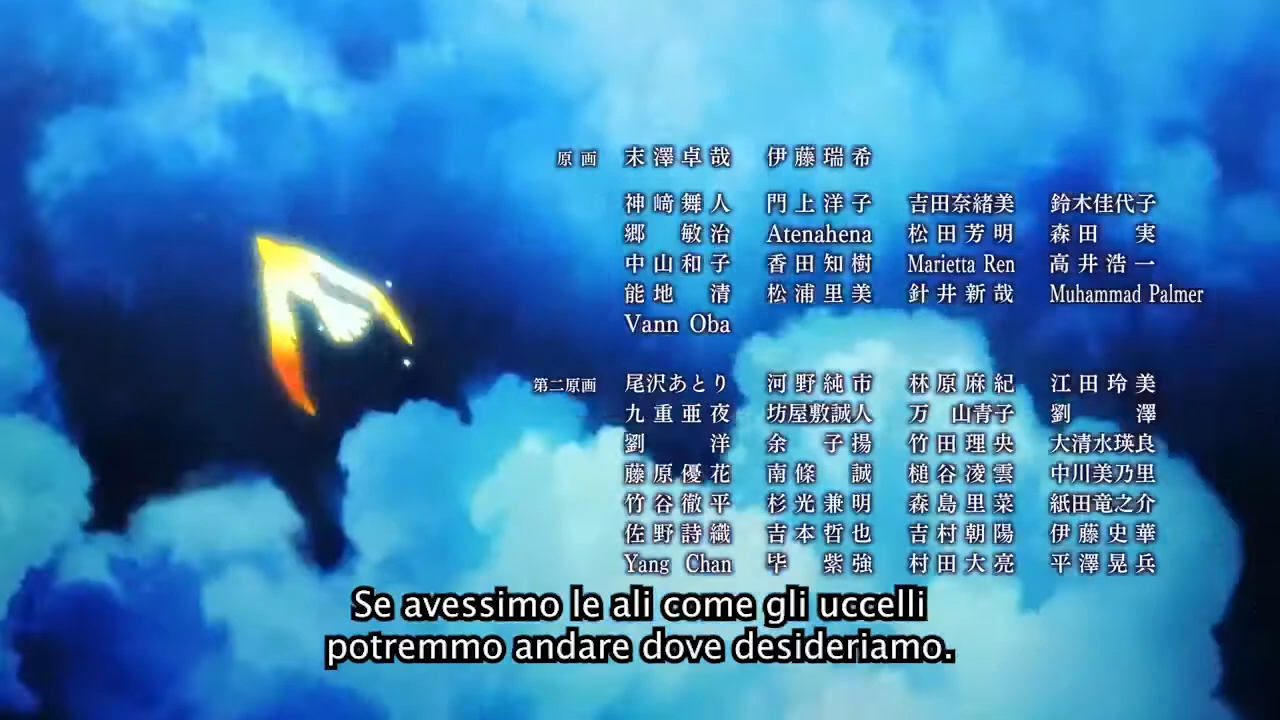 原画 末澤卓哉 伊藤瑞希
神﨑舞人 門上洋子 吉田奈緒美 鈴木佳代子
郷 敏治 Atenahena 松田芳明 森田 実
中山和子 香田知樹 Marietta Ren 高井浩一
能地 清 松浦里美 針井新哉 Muhammad Palmer
Vann Oba
第二原画 尾沢あとり 河野純市 林原麻紀 江田玲美
九重亜夜 坊屋敷誠人 万 山青子 劉 澤
劉 洋 余 子揚 竹田理央 大清水瑛良
藤原優花 南條 誠 槌谷凌雲 中川美乃里
竹谷徹平 杉光兼明 森島里菜 紙田竜之介
佐野詩織 吉本哲也 吉村朝陽 伊藤史華
Yang Chan 毕 紫強 村田大亮 平澤晃兵
Se avessimo le ali come gli uccelli
potremmo andare dove desideriamo.